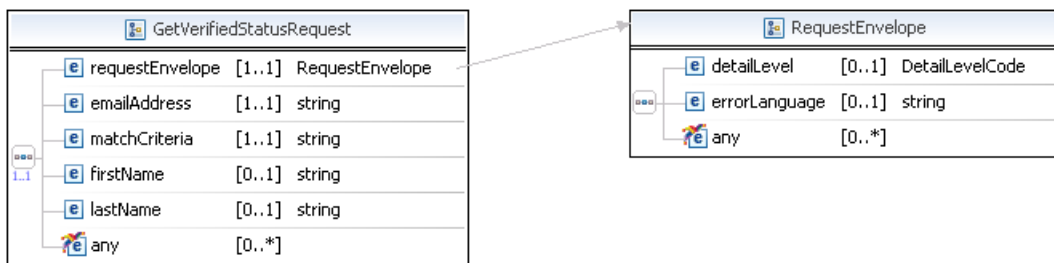 GetVerifiedStatusRequest
e requestEnvelope [1..1] RequestEnvelope
e emailAddress [1..1] string
e matchCriteria [1..1] string
1..1
e firstName [0..1] string
e lastName [0..1] string
e any [0..*]
RequestEnvelope
e detailLevel [0..1] DetailLevelCode
e errorLanguage [0..1] string
e any [0..*]